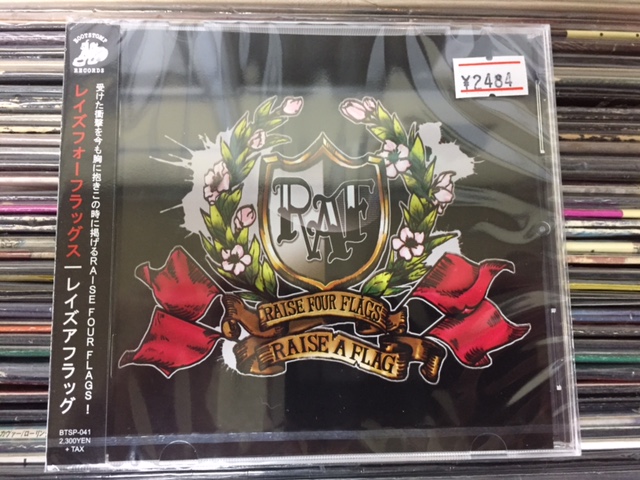 BOOTSTOMP
RECORDS
受けた衝撃を今も胸に抱きこの時に掲げるRAISE FOUR FLAGS!
レイズフォーフラッグス
レイズアフラッグ
BTSP-041
2,300YEN
+ TAX
¥2484
RAF
RAISE FOUR FLAGS
RAISE A FLAG